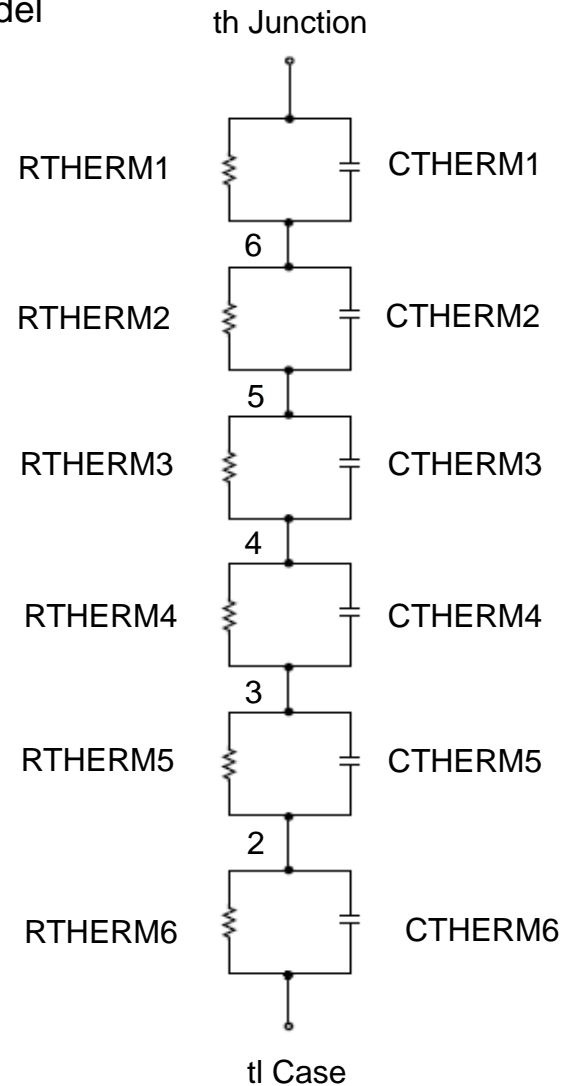 del
th Junction
RTHERM1 CTHERM1
6
RTHERM2 CTHERM2
5
RTHERM3 CTHERM3
4
RTHERM4 CTHERM4
3
RTHERM5 CTHERM5
2
RTHERM6 CTHERM6
tl Case